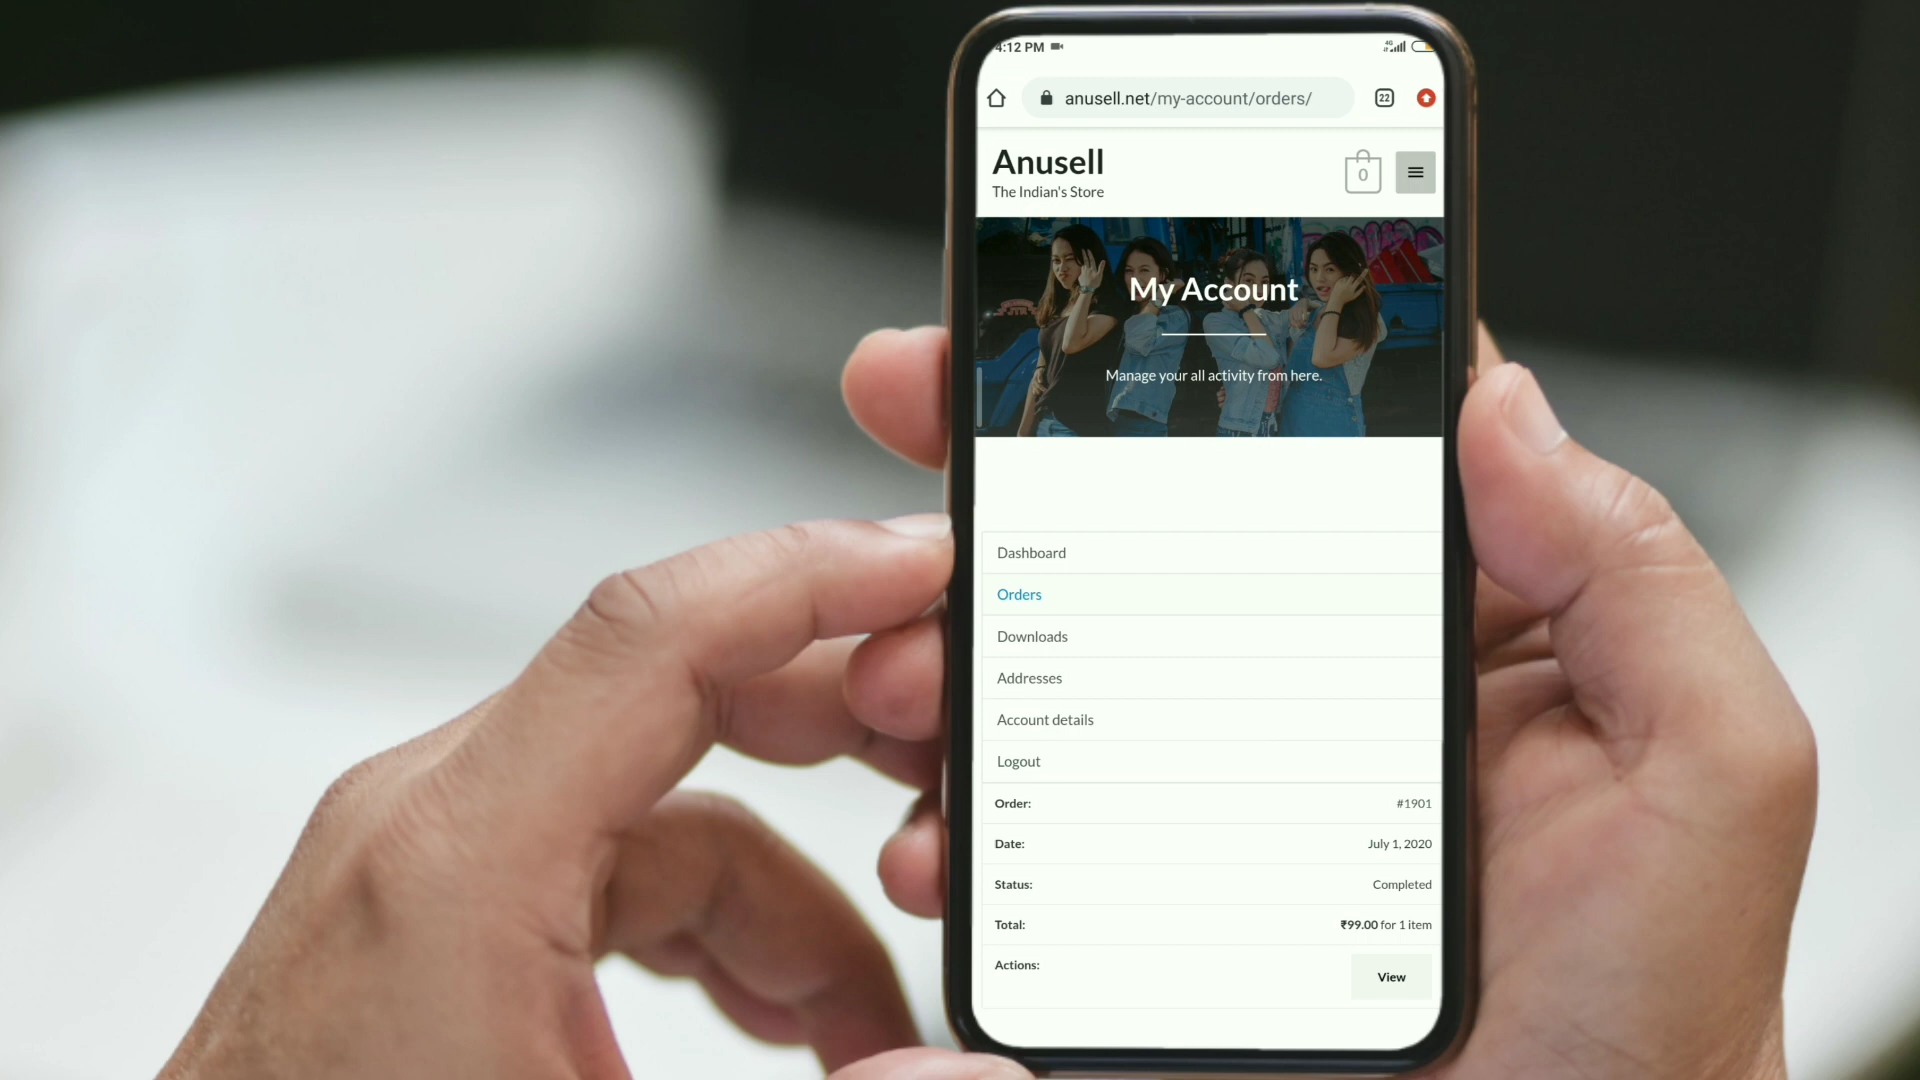 4:12 PM
4G
anusell.net/my-account/orders/
22
Anusell
The Indian's Store
0
My Account
Manage your all activity from here.
Dashboard
Orders
Downloads
Addresses
Account details
Logout
Order: #1901
Date: July 1, 2020
Status: Completed
Total: ₹99.00 for 1 item
Actions: View